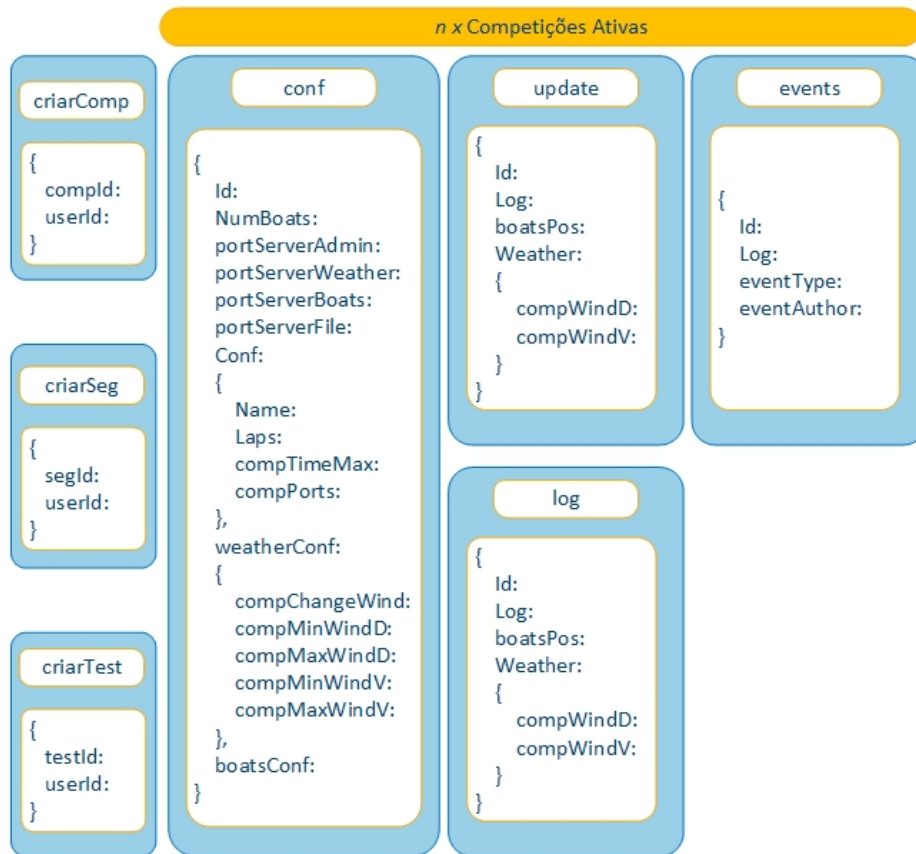 n x Competições Ativas
criarComp
{
compId:
userId:
}
criarSeg
{
segId:
userId:
}
criarTest
{
testId:
userId:
}
conf
{
Id:
NumBoats:
portServerAdmin:
portServerWeather:
portServerBoats:
portServerFile:
Conf:
{
Name:
Laps:
compTimeMax:
compPorts:
},
weatherConf:
{
compChangeWind:
compMinWindD:
compMaxWindD:
compMinWindV:
compMaxWindV:
},
boatsConf:
}
update
{
Id:
Log:
boatsPos:
Weather:
{
compWindD:
compWindV:
}
}
log
{
Id:
Log:
boatsPos:
Weather:
{
compWindD:
compWindV:
}
}
events
{
Id:
Log:
eventType:
eventAuthor:
}